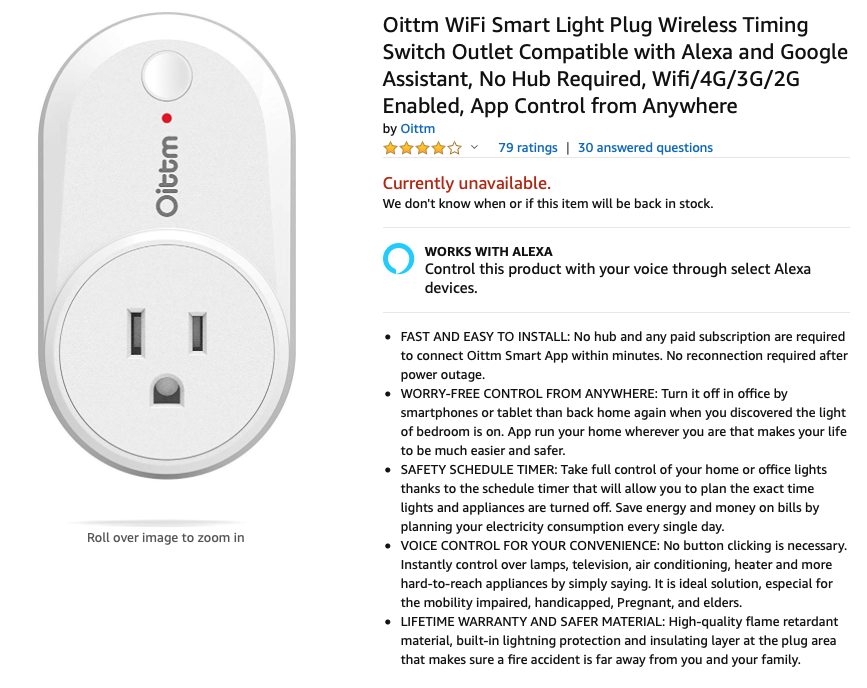 Oittm
Roll over image to zoom in
Oittm WiFi Smart Light Plug Wireless Timing
Switch Outlet Compatible with Alexa and Google
Assistant, No Hub Required, Wifi/4G/3G/2G
Enabled, App Control from Anywhere
by Oittm
79 ratings | 30 answered questions
Currently unavailable.
We don't know when or if this item will be back in stock.
WORKS WITH ALEXA
Control this product with your voice through select Alexa
devices.
• FAST AND EASY TO INSTALL: No hub and any paid subscription are required
to connect Oittm Smart App within minutes. No reconnection required after
power outage.
• WORRY-FREE CONTROL FROM ANYWHERE: Turn it off in office by
smartphones or tablet than back home again when you discovered the light
of bedroom is on. App run your home wherever you are that makes your life
to be much easier and safer.
• SAFETY SCHEDULE TIMER: Take full control of your home or office lights
thanks to the schedule timer that will allow you to plan the exact time
lights and appliances are turned off. Save energy and money on bills by
planning your electricity consumption every single day.
• VOICE CONTROL FOR YOUR CONVENIENCE: No button clicking is necessary.
Instantly control over lamps, television, air conditioning, heater and more
hard-to-reach appliances by simply saying. It is ideal solution, especial for
the mobility impaired, handicapped, Pregnant, and elders.
• LIFETIME WARRANTY AND SAFER MATERIAL: High-quality flame retardant
material, built-in lightning protection and insulating layer at the plug area
that makes sure a fire accident is far away from you and your family.